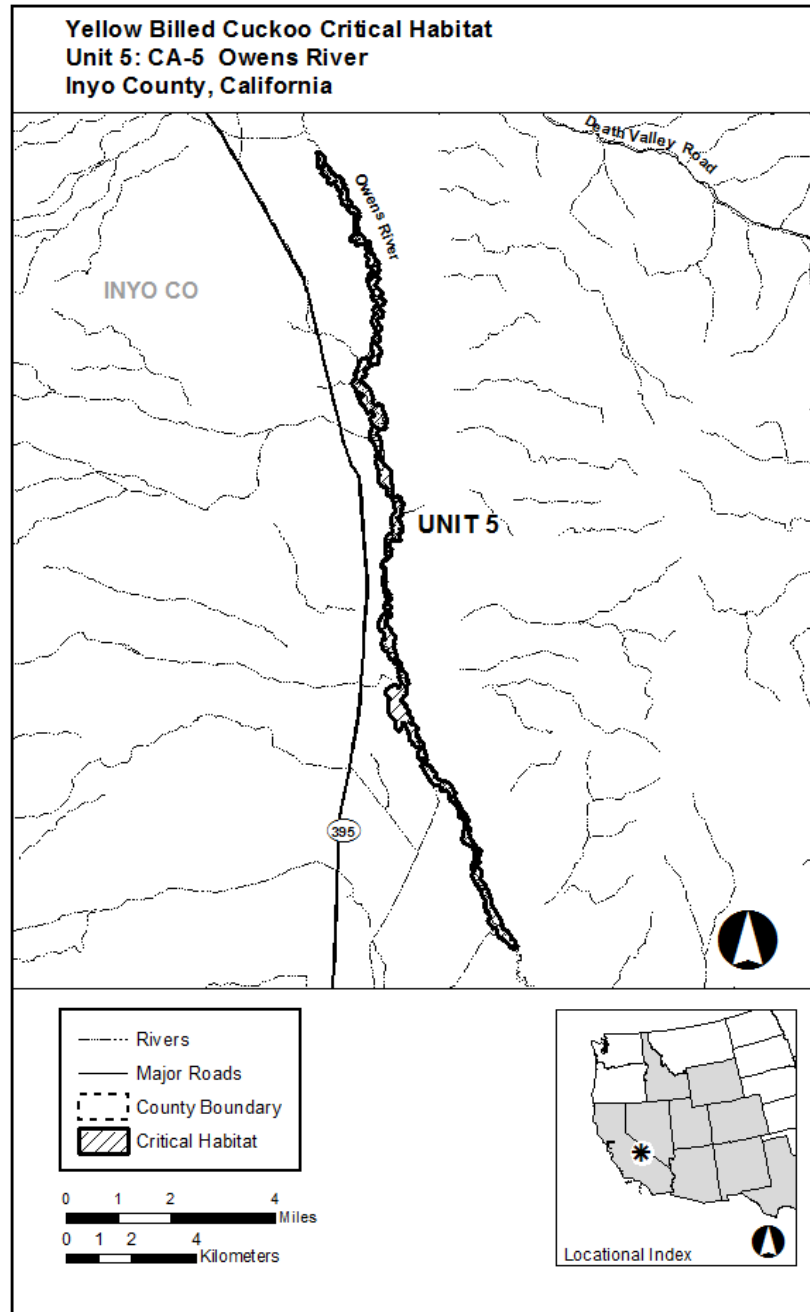 Yellow Billed Cuckoo Critical Habitat
Unit 5: CA-5 Owens River
Inyo County, California
Death Valley Road
Owens River
INYO CO
UNIT 5
395
Rivers
Major Roads
County Boundary
Critical Habitat
0 1 2 4
Miles
0 1 2 4
Kilometers
Locational Index